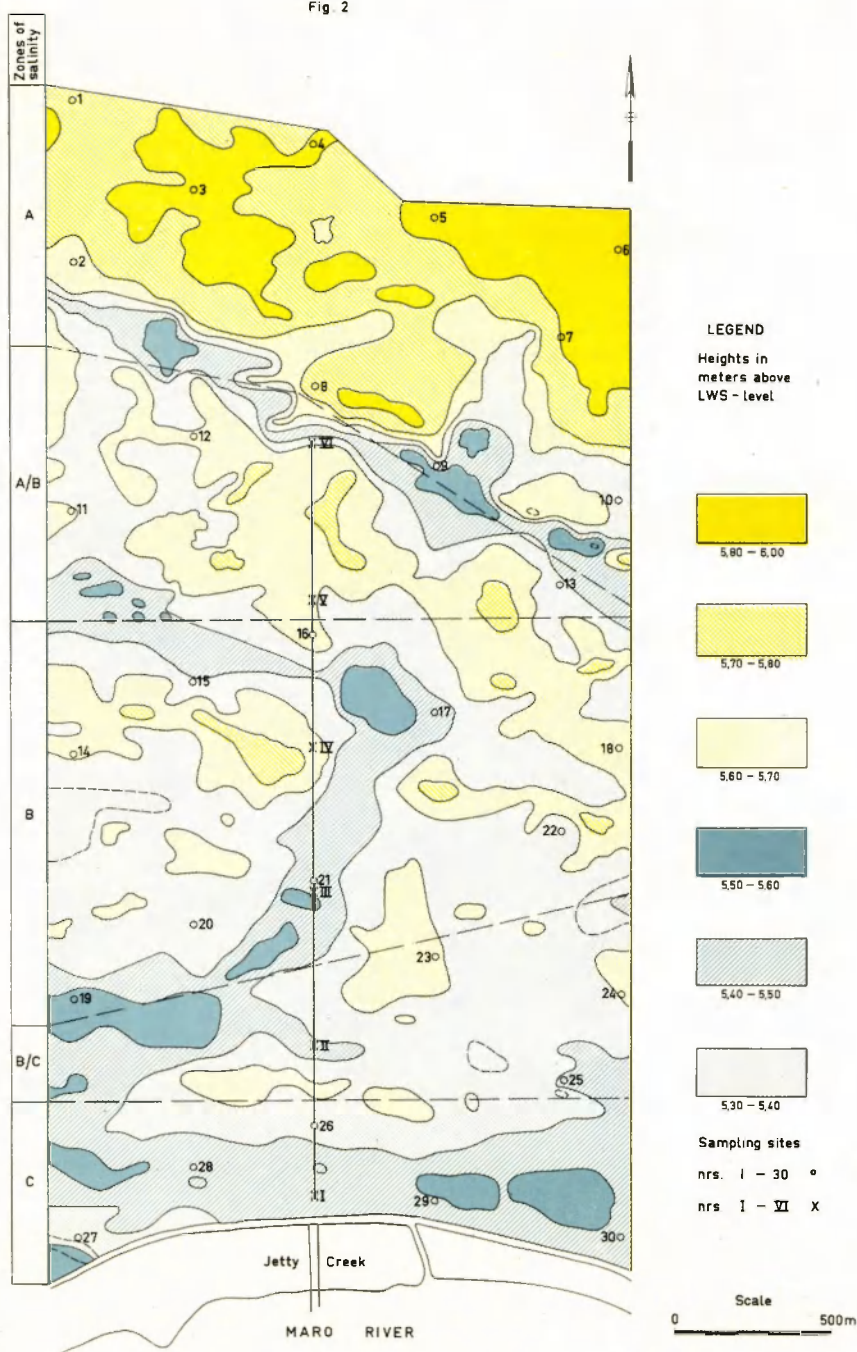 Fig. 2
Zones of
salinity
A
A/B
B
B/C
C
1
2
3
4
5
6
7
8
9
10
11
12
13
14
15
16
17
18
19
20
21
22
23
24
25
26
27
28
29
30
VI
V
IV
III
II
I
Jetty Creek
MARO RIVER
LEGEND
Heights in
meters above
LWS - level
5,80 - 6,00
5,70 - 5,80
5,60 - 5,70
5,50 - 5,60
5,40 - 5,50
5,30 - 5,40
Sampling sites
nrs. I - 30 o
nrs I - VI X
Scale
0 500m